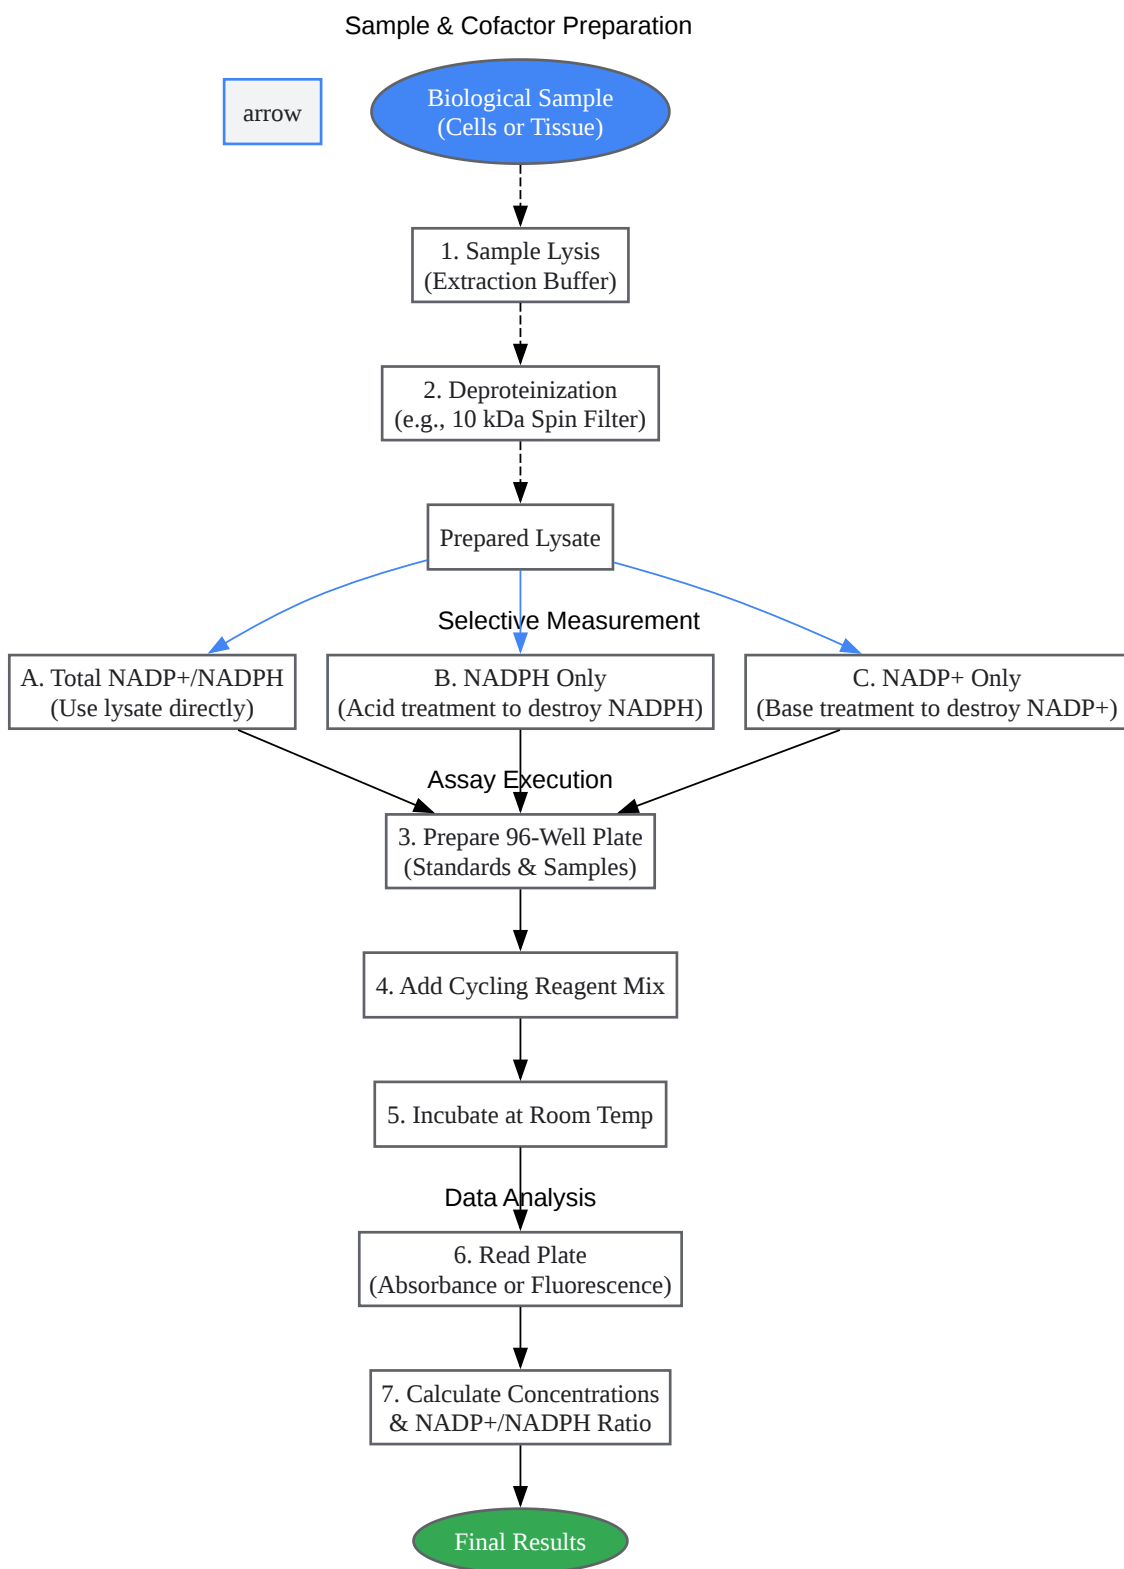 Sample & Cofactor Preparation
arrow
Biological Sample
(Cells or Tissue)
1. Sample Lysis
(Extraction Buffer)
2. Deproteinization
(e.g., 10 kDa Spin Filter)
Prepared Lysate
Selective Measurement
A. Total NADP+/NADPH
(Use lysate directly)
B. NADPH Only
(Acid treatment to destroy NADPH)
C. NADP+ Only
(Base treatment to destroy NADP+)
Assay Execution
3. Prepare 96-Well Plate
(Standards & Samples)
4. Add Cycling Reagent Mix
5. Incubate at Room Temp
Data Analysis
6. Read Plate
(Absorbance or Fluorescence)
7. Calculate Concentrations
& NADP+/NADPH Ratio
Final Results